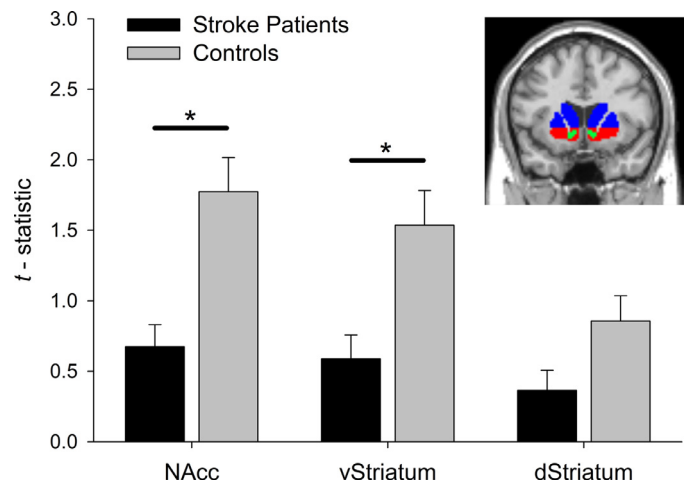 3.0
2.5
2.0
1.5
1.0
0.5
0.0
t - statistic
Stroke Patients
Controls
*
*
NAcc
vStriatum
dStriatum